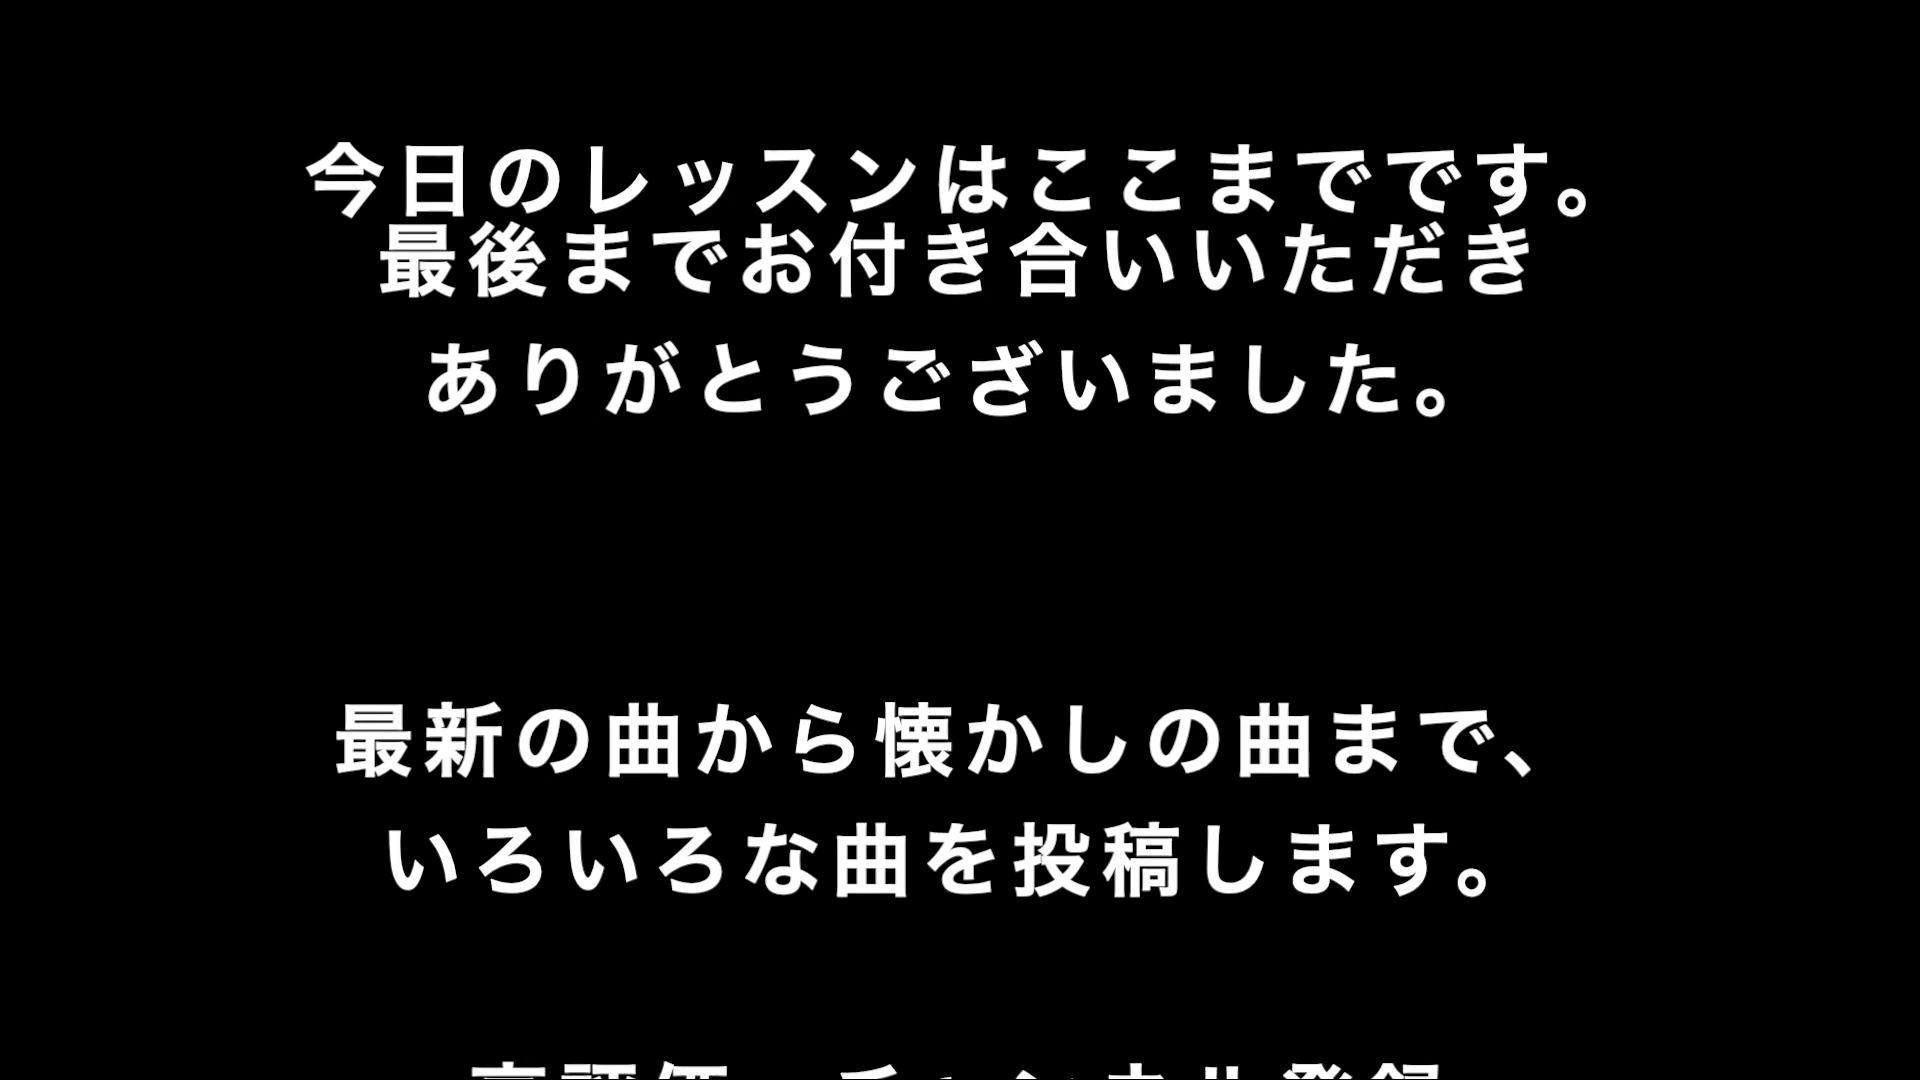 今日のレッスンはここまでです。
最後までお付き合いいただき
ありがとうございました。
最新の曲から懐かしの曲まで、
いろいろな曲を投稿します。